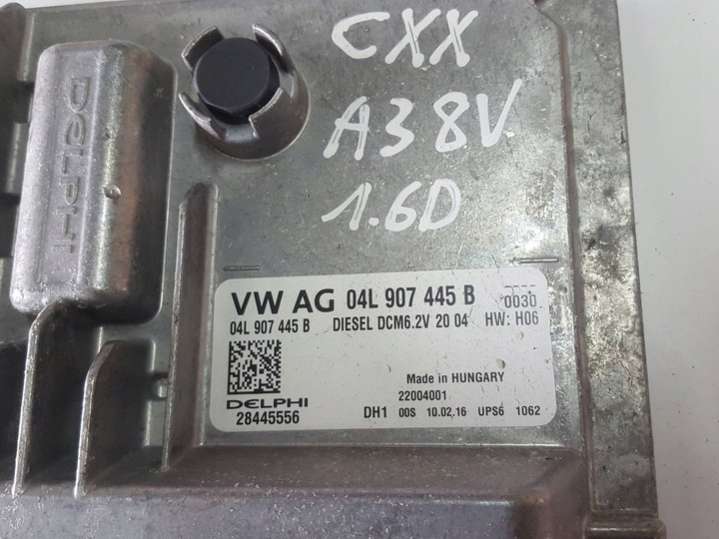 CXX
A3 8V
1.6D
DELPHI
VW AG 04L 907 445 B 0030
04L 907 445 B DIESEL DCM6.2V 20 04 HW: H06
Made in HUNGARY
22004001
DELPHI
28445556
DH1 00S 10.02.16 UPS6 1062